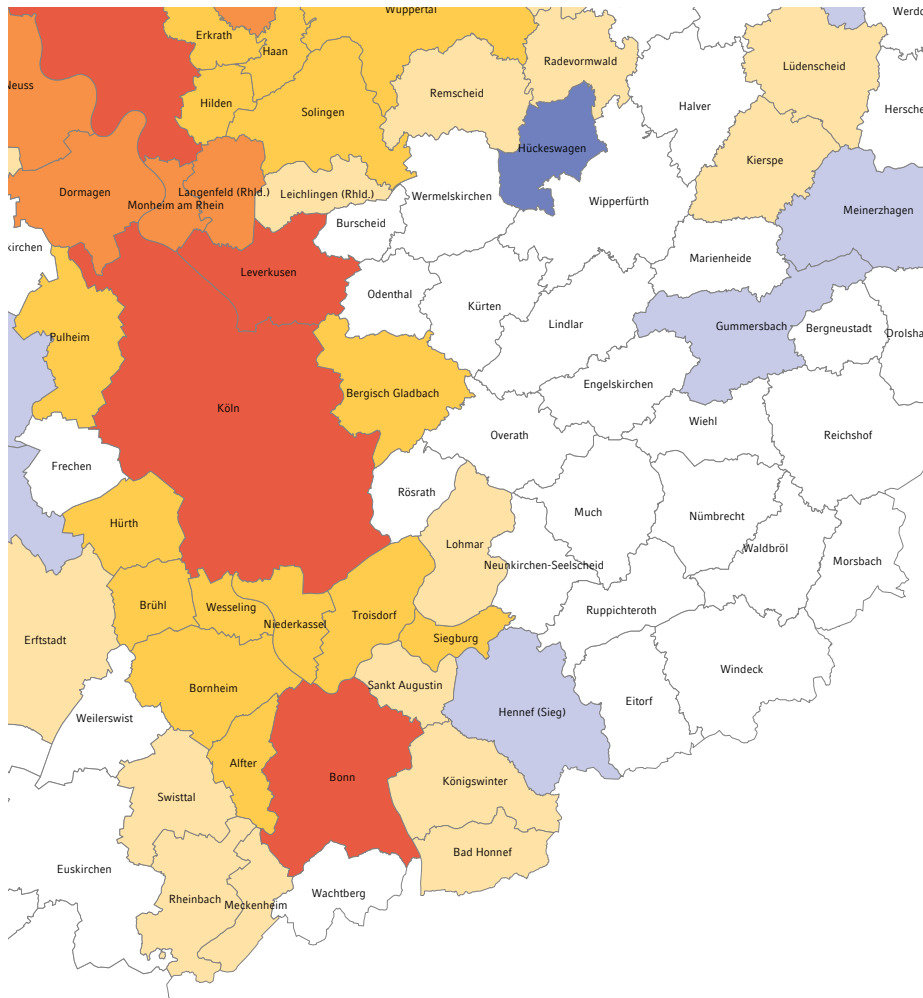 Wuppertal
Werdo
Erkrath
Haan
Radevormwald
Lüdenscheid
Neuss
Remscheid
Hilden
Solingen
Halver
Hersche
Hückeswagen
Kierspe
Dormagen
Langenfeld (Rhld.)
Leichlingen (Rhld.)
Monheim am Rhein
Wermelskirchen
Wipperfürth
Meinerzhagen
Burscheid
kirchen
Marienheide
Leverkusen
Odenthal
Kürten
Lindlar
Gummersbach
Bergneustadt
Drolsha
Pulheim
Engelskirchen
Bergisch Gladbach
Köln
Wiehl
Overath
Reichshof
Frechen
Rösrath
Much
Nümbrecht
Hürth
Lohmar
Waldbröl
Neunkirchen-Seelscheid
Morsbach
Brühl
Wesseling
Ruppichteroth
Troisdorf
Niederkassel
Erftstadt
Siegburg
Windeck
Sankt Augustin
Bornheim
Eitorf
Hennef (Sieg)
Weilerswist
Alfter
Bonn
Königswinter
Swisttal
Bad Honnef
Euskirchen
Wachtberg
Rheinbach
Meckenheim